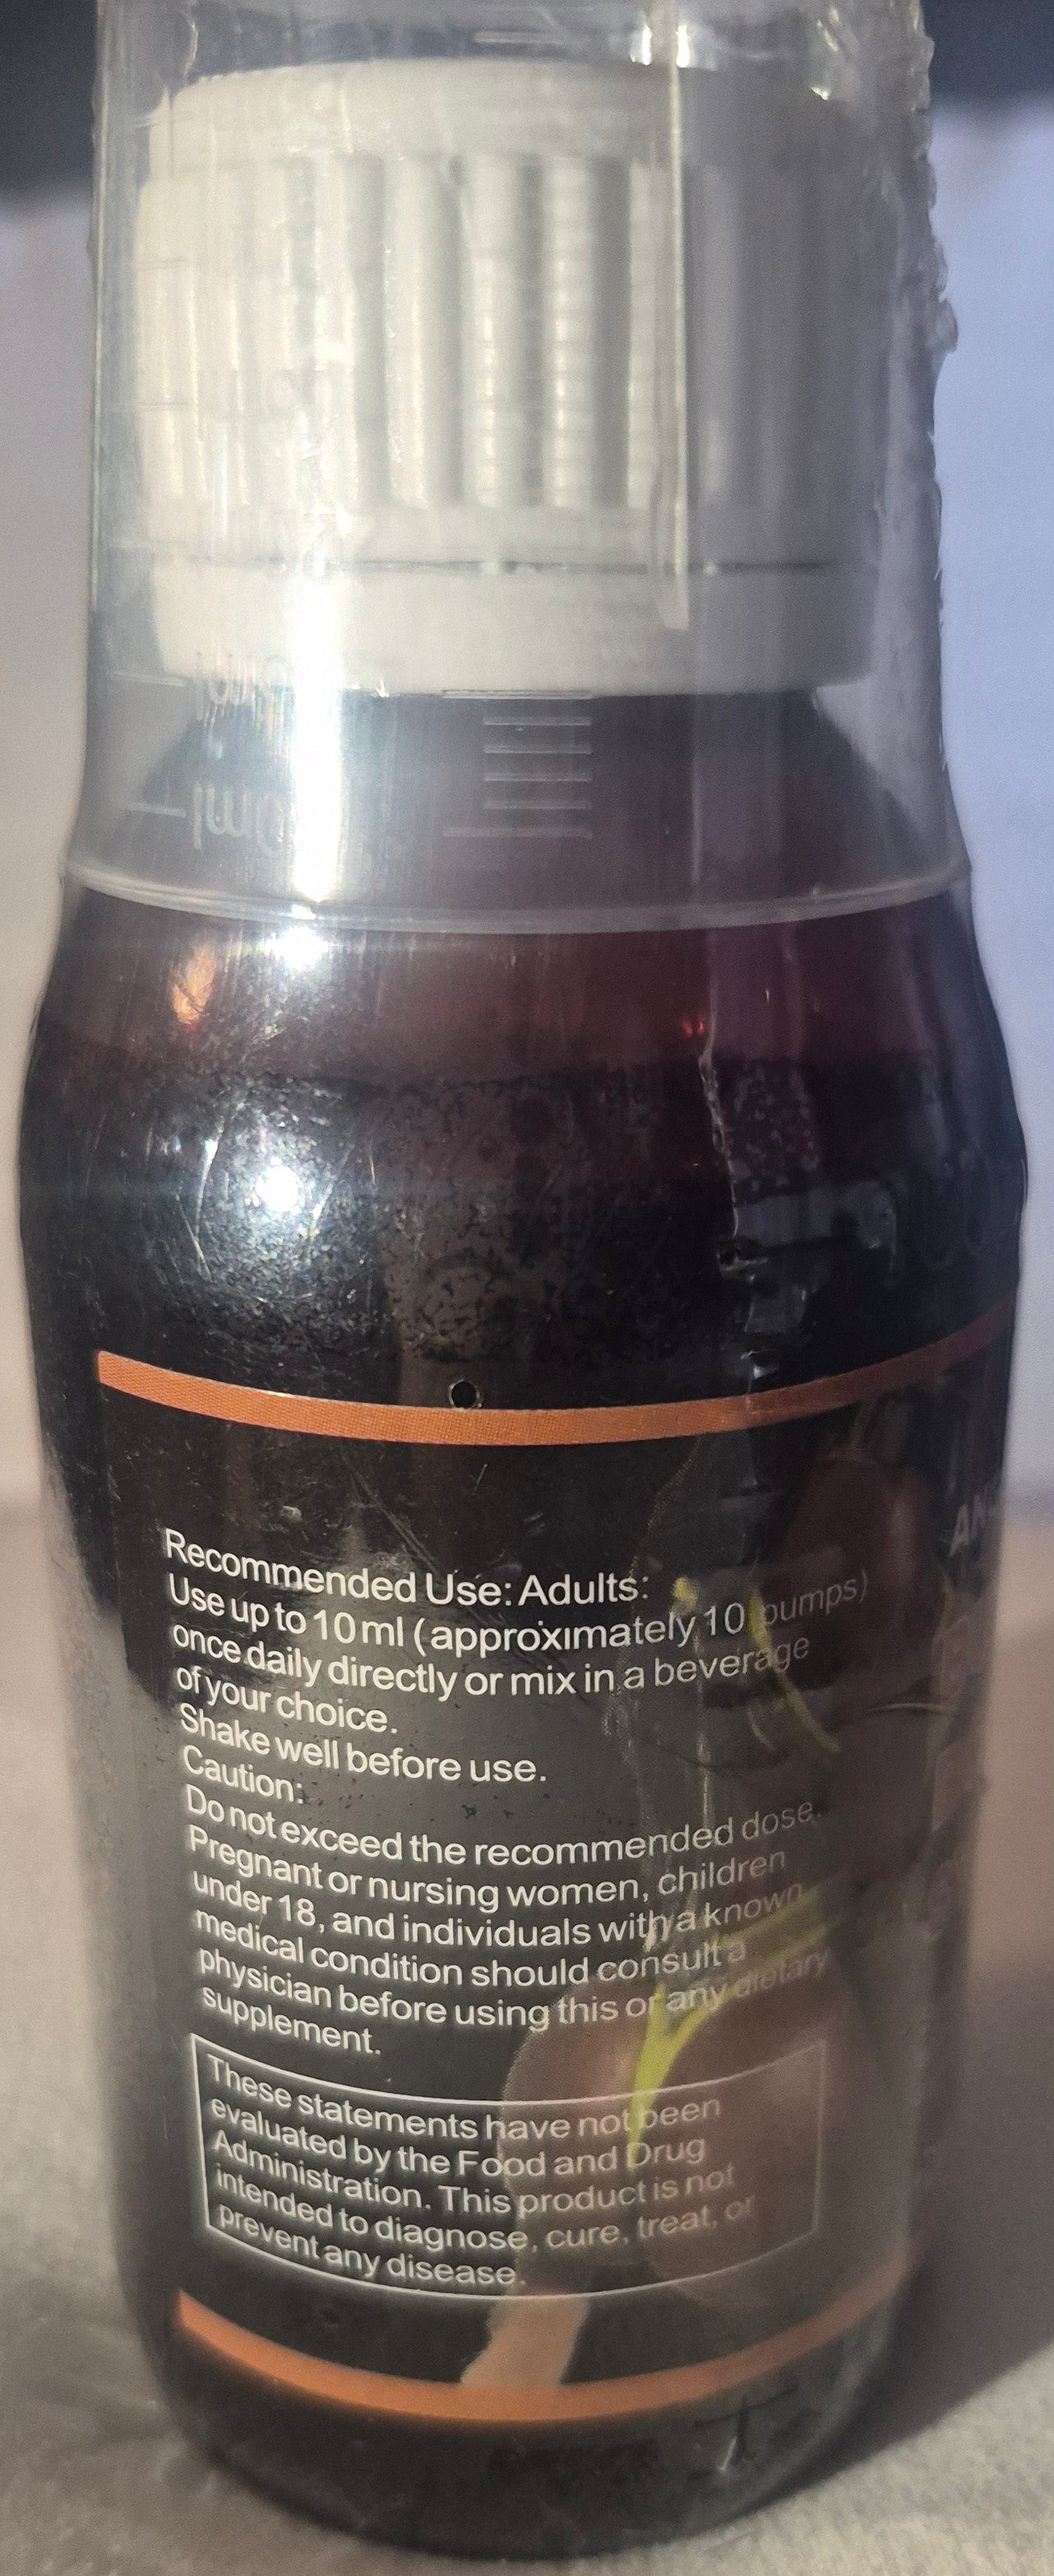 0ml
AN
Recommended Use: Adults:
Use up to 10 ml (approximately 10 pumps)
once daily directly or mix in a beverage
of your choice.
Shake well before use.
Caution:
Do not exceed the recommended dose.
Pregnant or nursing women, children
under 18, and individuals with a known
medical condition should consult a
physician before using this or any dietary
supplement.
These statements have not been
evaluated by the Food and Drug
Administration. This product is not
intended to diagnose, cure, treat, or
prevent any disease.